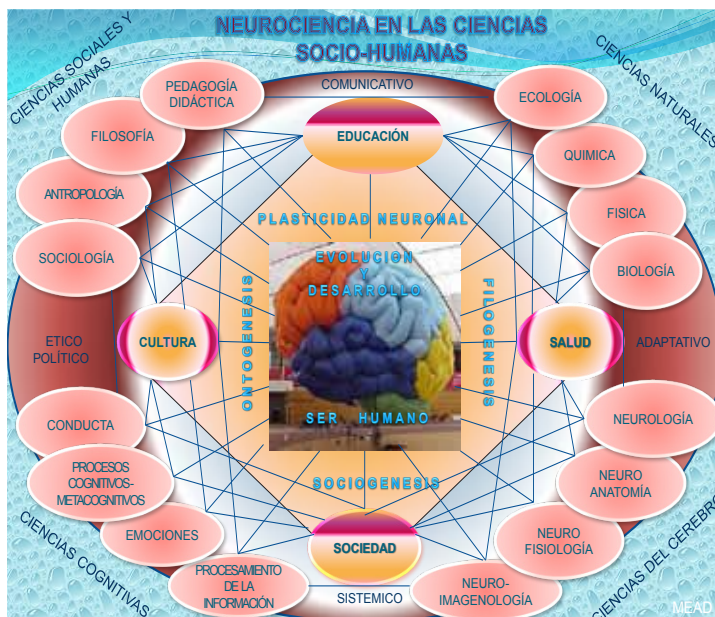 NEUROCIENCIA EN LAS CIENCIAS
SOCIO-HUMANAS
CIENCIAS SOCIALES Y
HUMANAS
CIENCIAS NATURALES
PEDAGOGÍA
DIDÁCTICA
COMUNICATIVO
ECOLOGÍA
FILOSOFÍA
EDUCACIÓN
QUIMICA
ANTROPOLOGÍA
FISICA
PLASTICIDAD NEURONAL
SOCIOLOGÍA
EVOLUCION
Y
DESARROLLO
BIOLOGÍA
ONTOGENESIS
FILOGENESIS
ETICO
POLÍTICO
CULTURA
SALUD
ADAPTATIVO
CONDUCTA
SER HUMANO
NEUROLOGÍA
PROCESOS
COGNITIVOS-
METACOGNITIVOS
SOCIOGENESIS
NEURO
ANATOMÍA
EMOCIONES
SOCIEDAD
NEURO
FISIOLOGÍA
PROCESAMIENTO
DE LA
INFORMACIÓN
SISTEMICO
NEURO-
IMAGENOLOGÍA
CIENCIAS COGNITIVAS
CIENCIAS DEL CEREBRO
MEAD